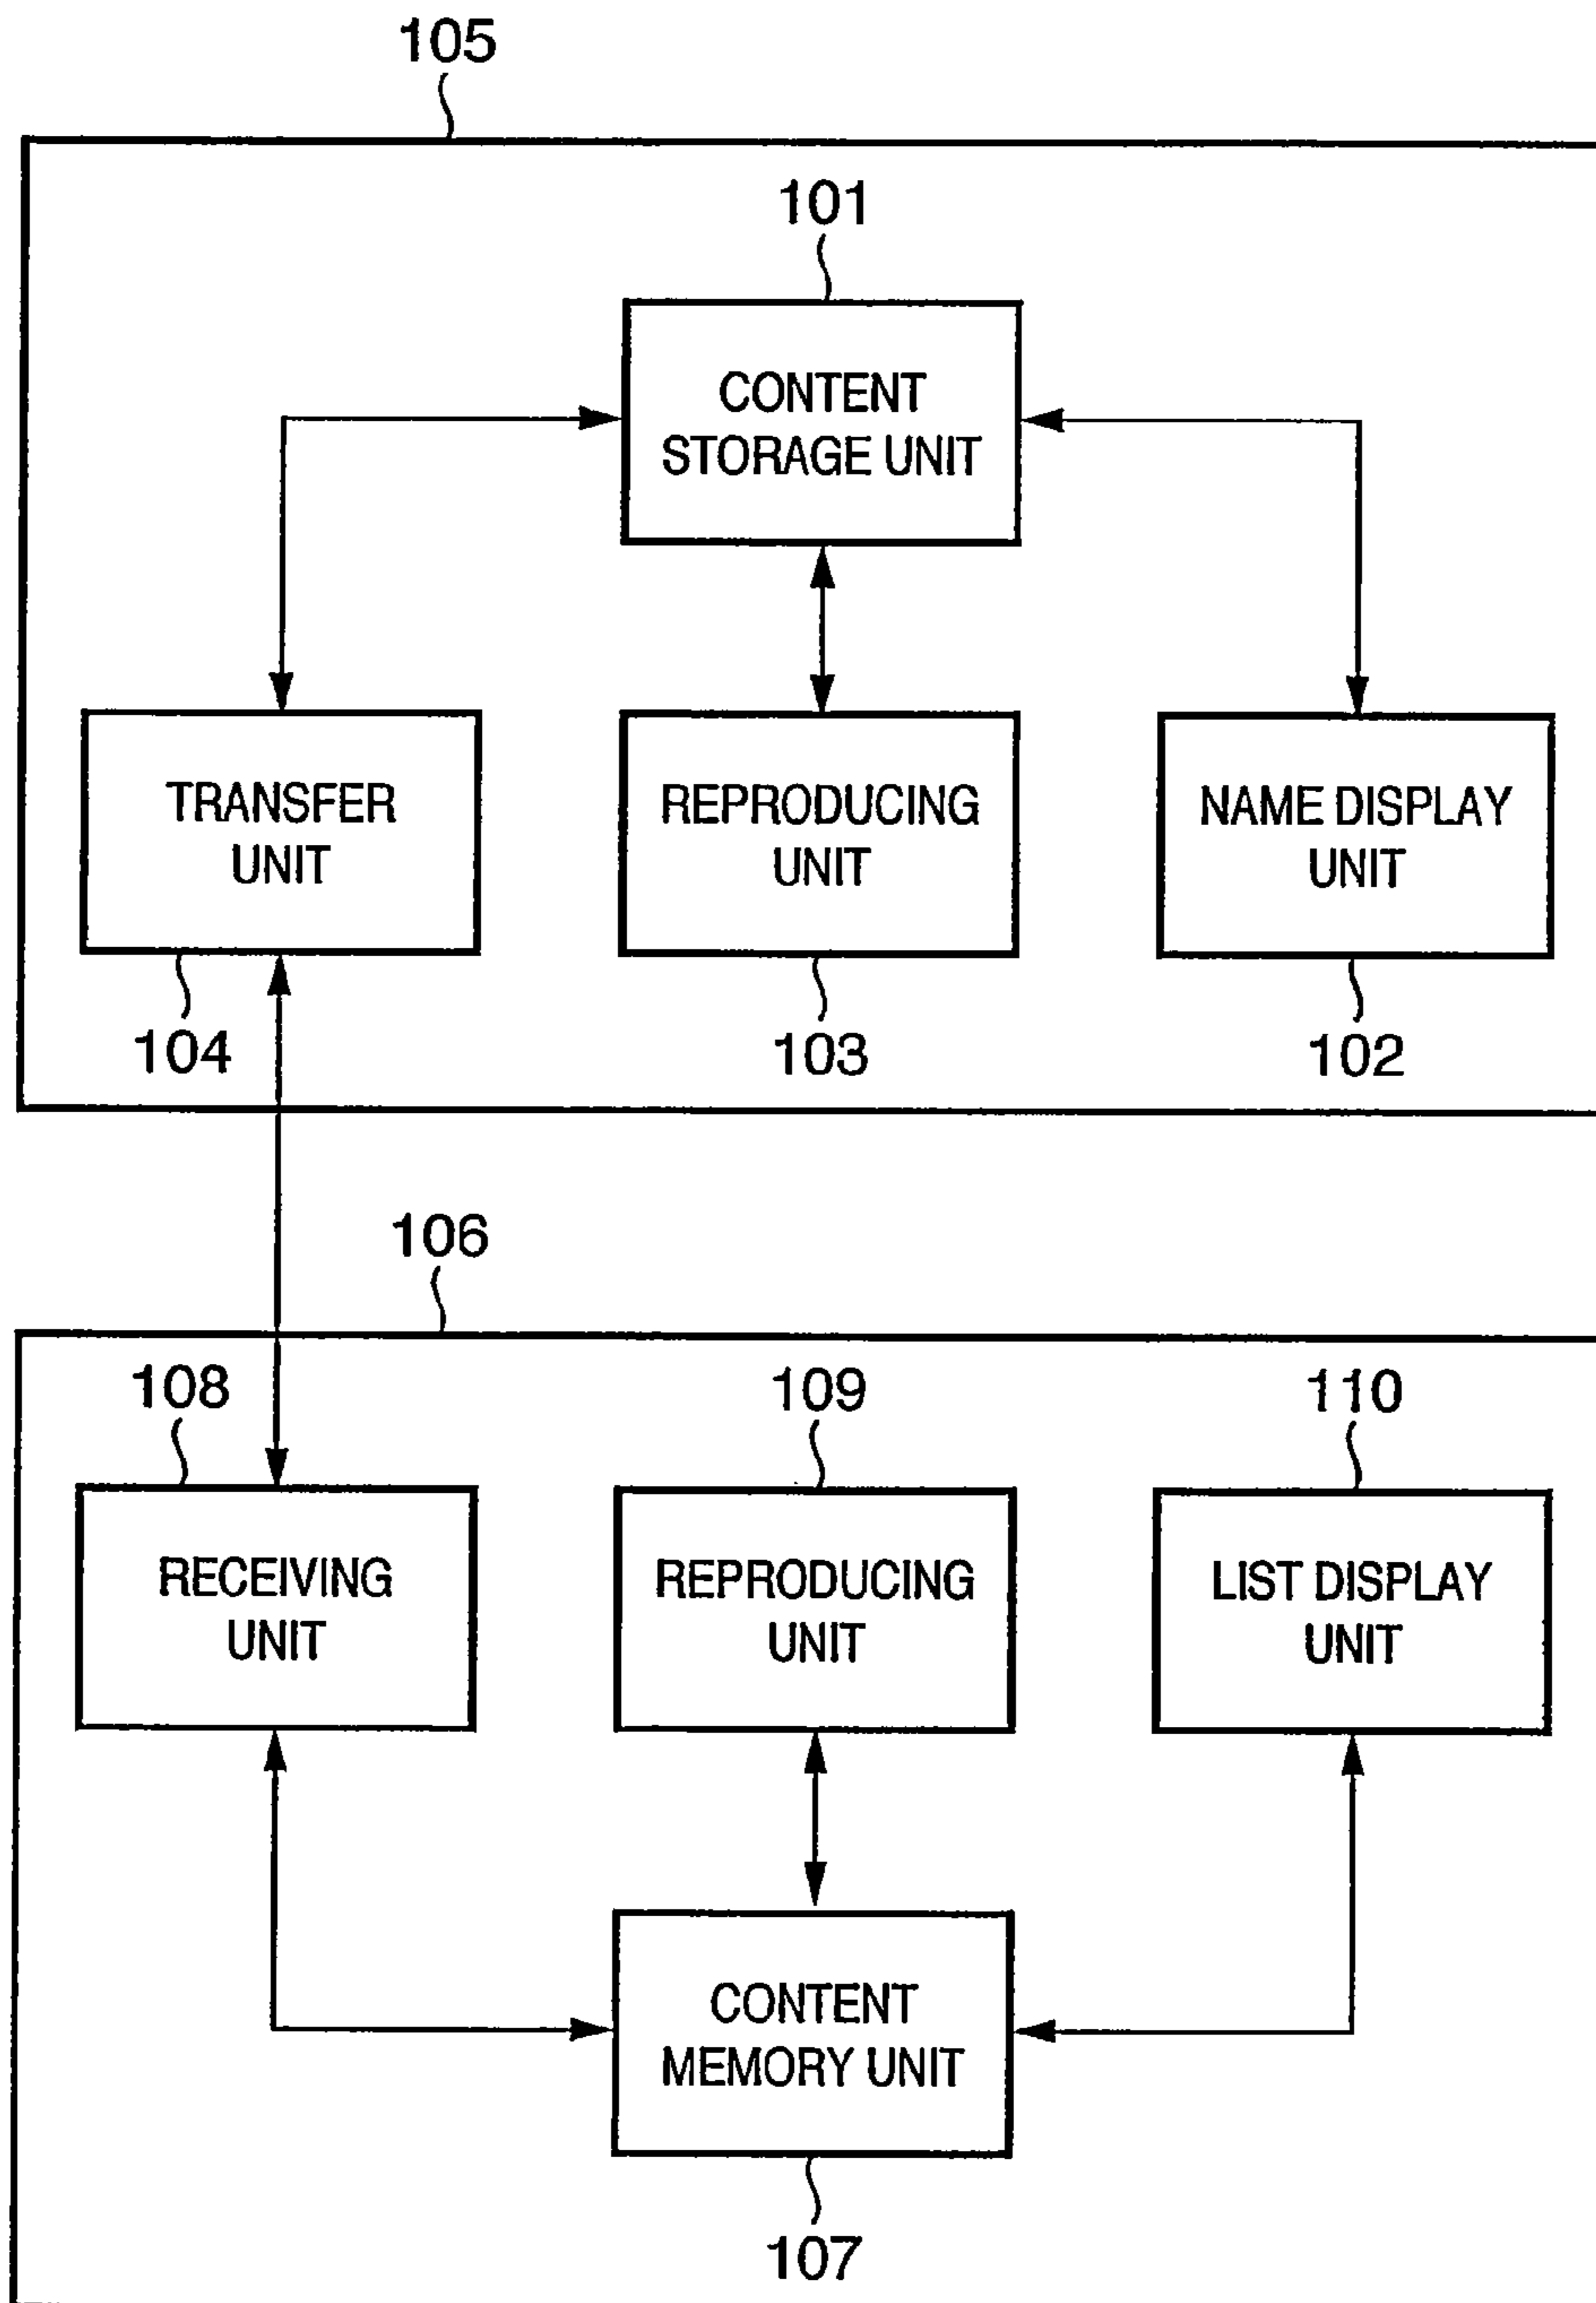 105
101
CONTENT
STORAGE UNIT
TRANSFER
UNIT
REPRODUCING
UNIT
NAME DISPLAY
UNIT
104
103
102
106
108
109
110
RECEIVING
UNIT
REPRODUCING
UNIT
LIST DISPLAY
UNIT
CONTENT
MEMORY UNIT
107